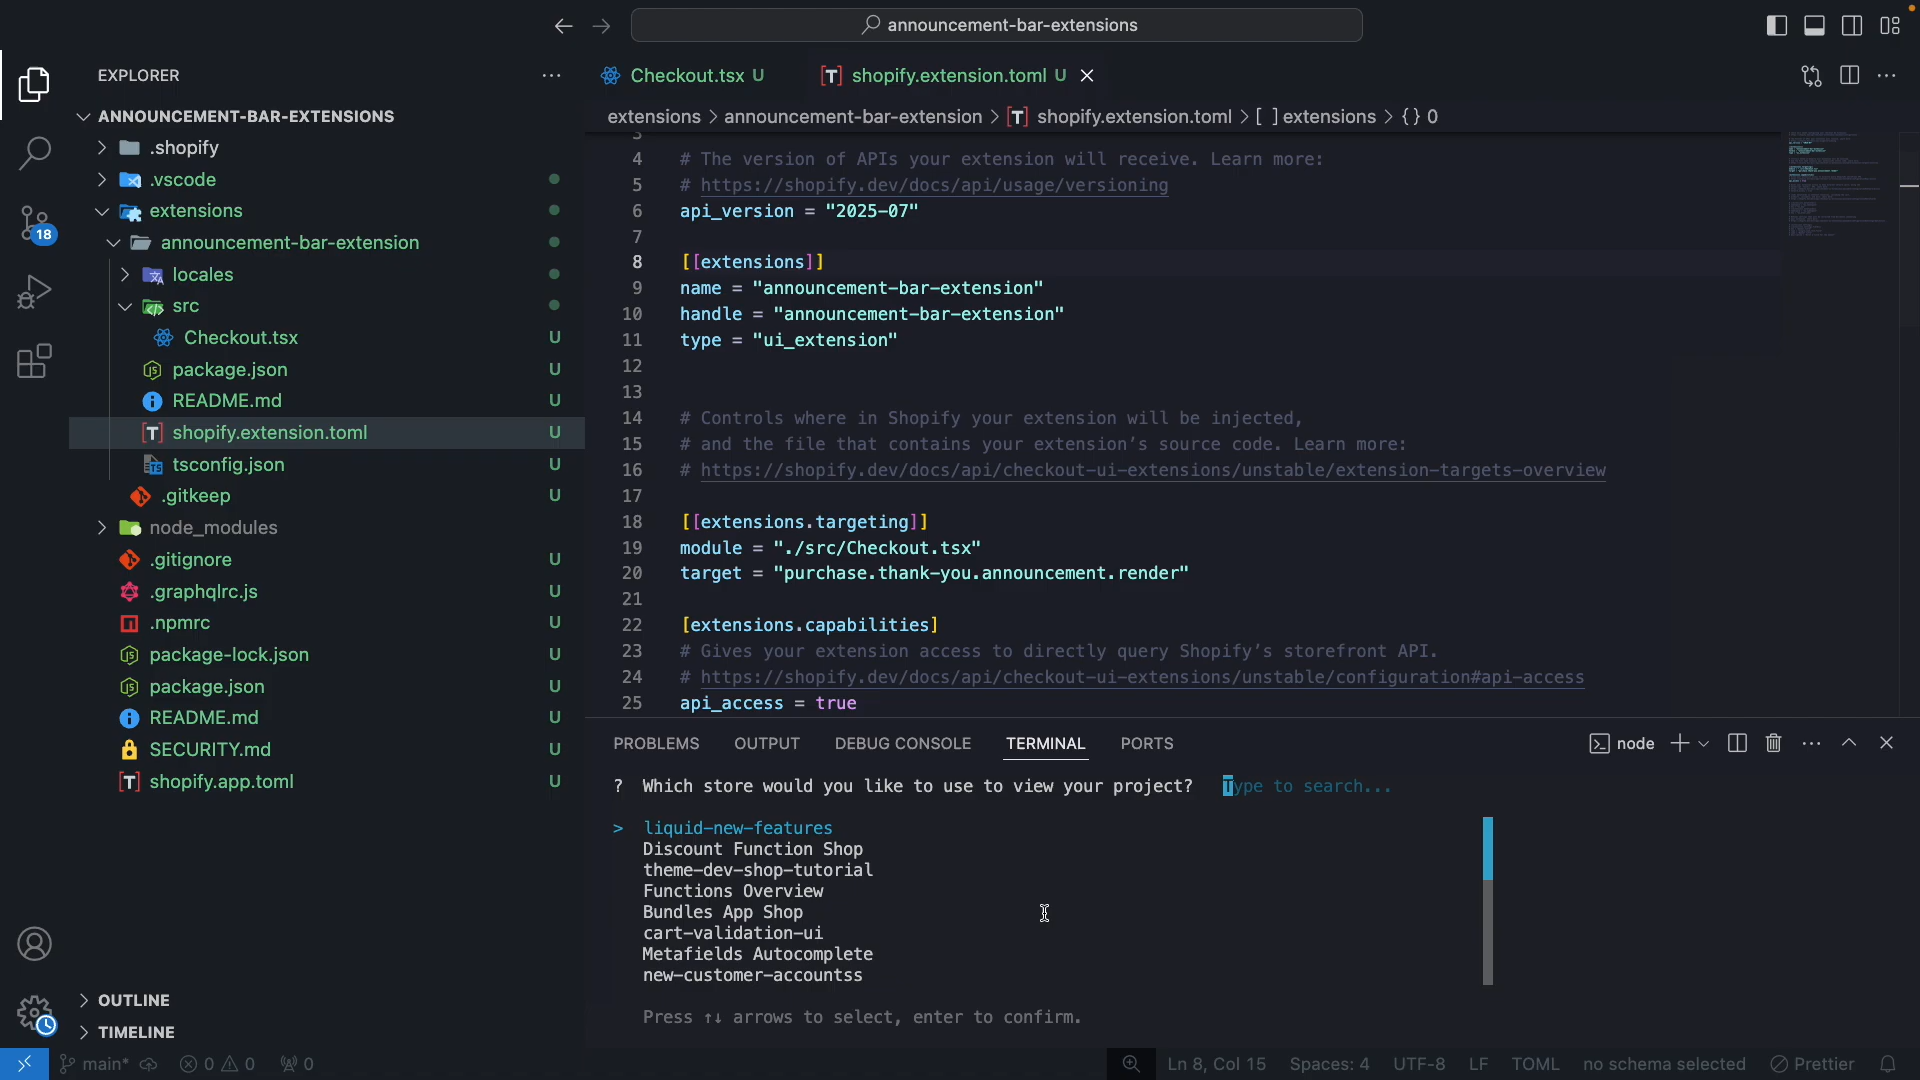 announcement-bar-extensions
EXPLORER
Checkout.tsx U
[T] shopify.extension.toml U
ANNOUNCEMENT-BAR-EXTENSIONS
extensions > announcement-bar-extension > [T] shopify.extension.toml > [ ] extensions > {} 0
.shopify
.vscode
extensions
announcement-bar-extension
locales
src
Checkout.tsx U
package.json U
README.md U
[T] shopify.extension.toml U
tsconfig.json U
.gitkeep U
node_modules
.gitignore U
.graphqlrc.js U
.npmrc U
package-lock.json U
package.json U
README.md U
SECURITY.md U
[T] shopify.app.toml U
18
OUTLINE
TIMELINE
3
4 # The version of APIs your extension will receive. Learn more:
5 # https://shopify.dev/docs/api/usage/versioning
6 api_version = "2025-07"
7
8 [[extensions]]
9 name = "announcement-bar-extension"
10 handle = "announcement-bar-extension"
11 type = "ui_extension"
12
13
14 # Controls where in Shopify your extension will be injected,
15 # and the file that contains your extension's source code. Learn more:
16 # https://shopify.dev/docs/api/checkout-ui-extensions/unstable/extension-targets-overview
17
18 [[extensions.targeting]]
19 module = "./src/Checkout.tsx"
20 target = "purchase.thank-you.announcement.render"
21
22 [extensions.capabilities]
23 # Gives your extension access to directly query Shopify's storefront API.
24 # https://shopify.dev/docs/api/checkout-ui-extensions/unstable/configuration#api-access
25 api_access = true
PROBLEMS OUTPUT DEBUG CONSOLE TERMINAL PORTS
node
? Which store would you like to use to view your project? Type to search...
> liquid-new-features
Discount Function Shop
theme-dev-shop-tutorial
Functions Overview
Bundles App Shop
cart-validation-ui
Metafields Autocomplete
new-customer-accountss
Press ↑↓ arrows to select, enter to confirm.
main* 0 0 0
Ln 8, Col 15 Spaces: 4 UTF-8 LF TOML no schema selected Prettier